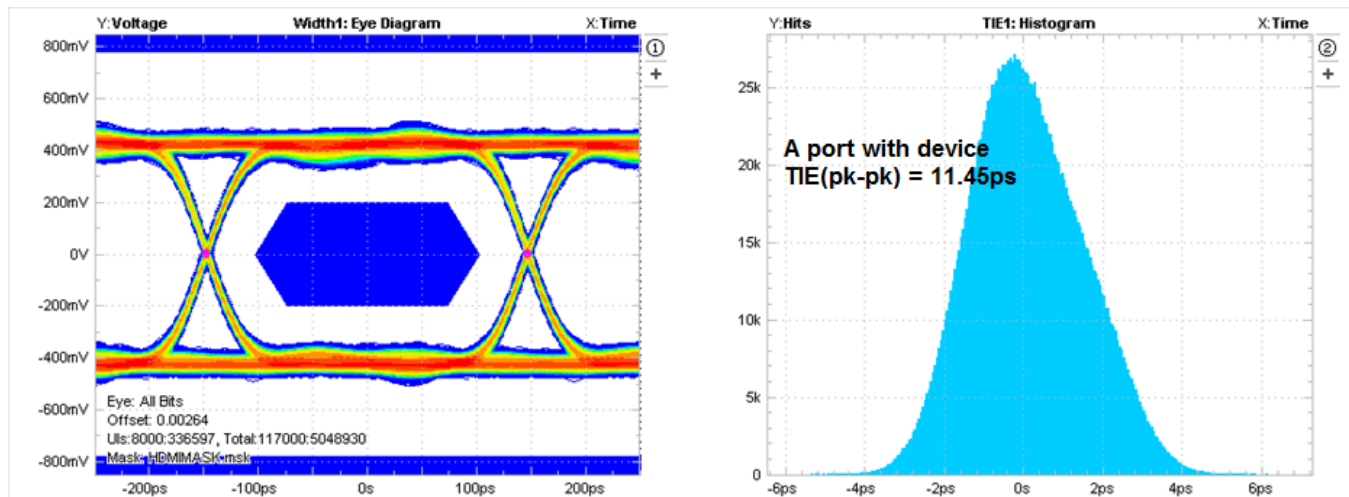 Y:Voltage Width1: Eye Diagram X:Time
800mV
600mV
400mV
200mV
0V
-200mV
-400mV
-600mV
-800mV
Eye: All Bits
Offset: 0.00264
UIs:8000:336597, Total:117000:5048930
Mask: HDMIMASK.msk
-200ps -100ps 0s 100ps 200ps
1
+
Y:Hits TIE1: Histogram X:Time
25k
20k
15k
10k
5k
0
A port with device
TIE(pk-pk) = 11.45ps
-6ps -4ps -2ps 0s 2ps 4ps 6ps
2
+